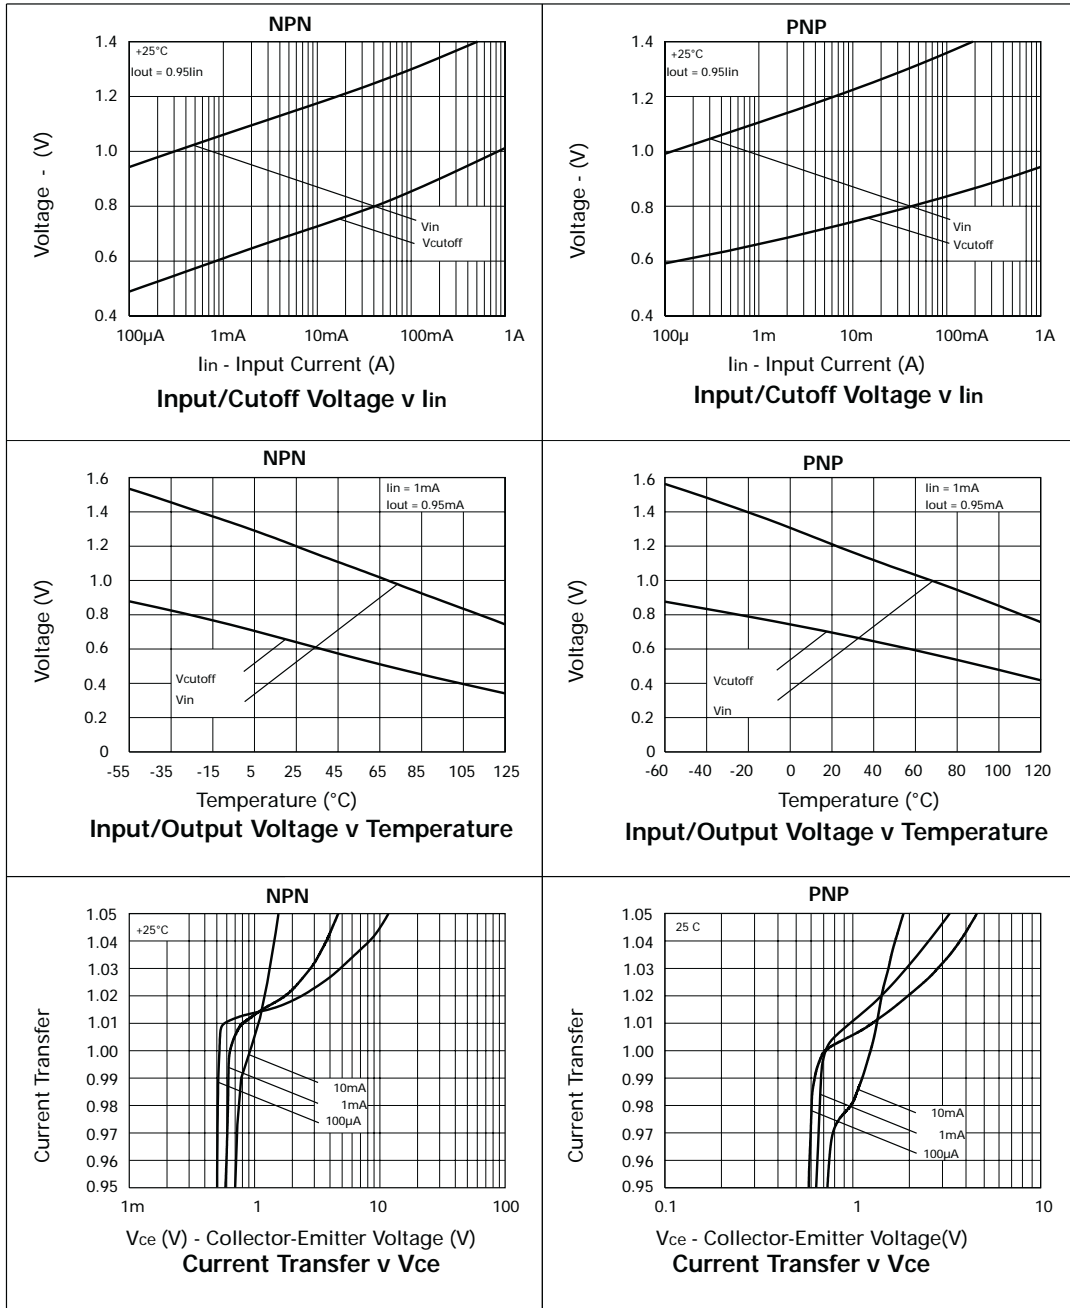 NPN
1.4
1.2
1.0
0.8
0.6
0.4
+25°C
Iout = 0.95Iin
Vin
Vcutoff
100µA 1mA 10mA 100mA 1A
Iin - Input Current (A)
Voltage - (V)
Input/Cutoff Voltage v Iin
PNP
1.4
1.2
1.0
0.8
0.6
0.4
+25°C
Iout = 0.95Iin
Vin
Vcutoff
100µ 1m 10m 100mA 1A
Iin - Input Current (A)
Voltage - (V)
Input/Cutoff Voltage v Iin
NPN
1.6
1.4
1.2
1.0
0.8
0.6
0.4
0.2
0
Iin = 1mA
Iout = 0.95mA
Vcutoff
Vin
-55 -35 -15 5 25 45 65 85 105 125
Temperature (°C)
Voltage (V)
Input/Output Voltage v Temperature
PNP
1.6
1.4
1.2
1.0
0.8
0.6
0.4
0.2
0
Iin = 1mA
Iout = 0.95mA
Vcutoff
Vin
-60 -40 -20 0 20 40 60 80 100 120
Temperature (°C)
Voltage (V)
Input/Output Voltage v Temperature
NPN
1.05
1.04
1.03
1.02
1.01
1.00
0.99
0.98
0.97
0.95
+25°C
10mA
1mA
100µA
1m 1 10 100
Vce (V) - Collector-Emitter Voltage (V)
Current Transfer
Current Transfer v Vce
PNP
1.05
1.04
1.03
1.02
1.01
1.00
0.99
0.98
0.97
0.95
25 C
10mA
1mA
100µA
0.1 1 10
Vce - Collector-Emitter Voltage(V)
Current Transfer
Current Transfer v Vce